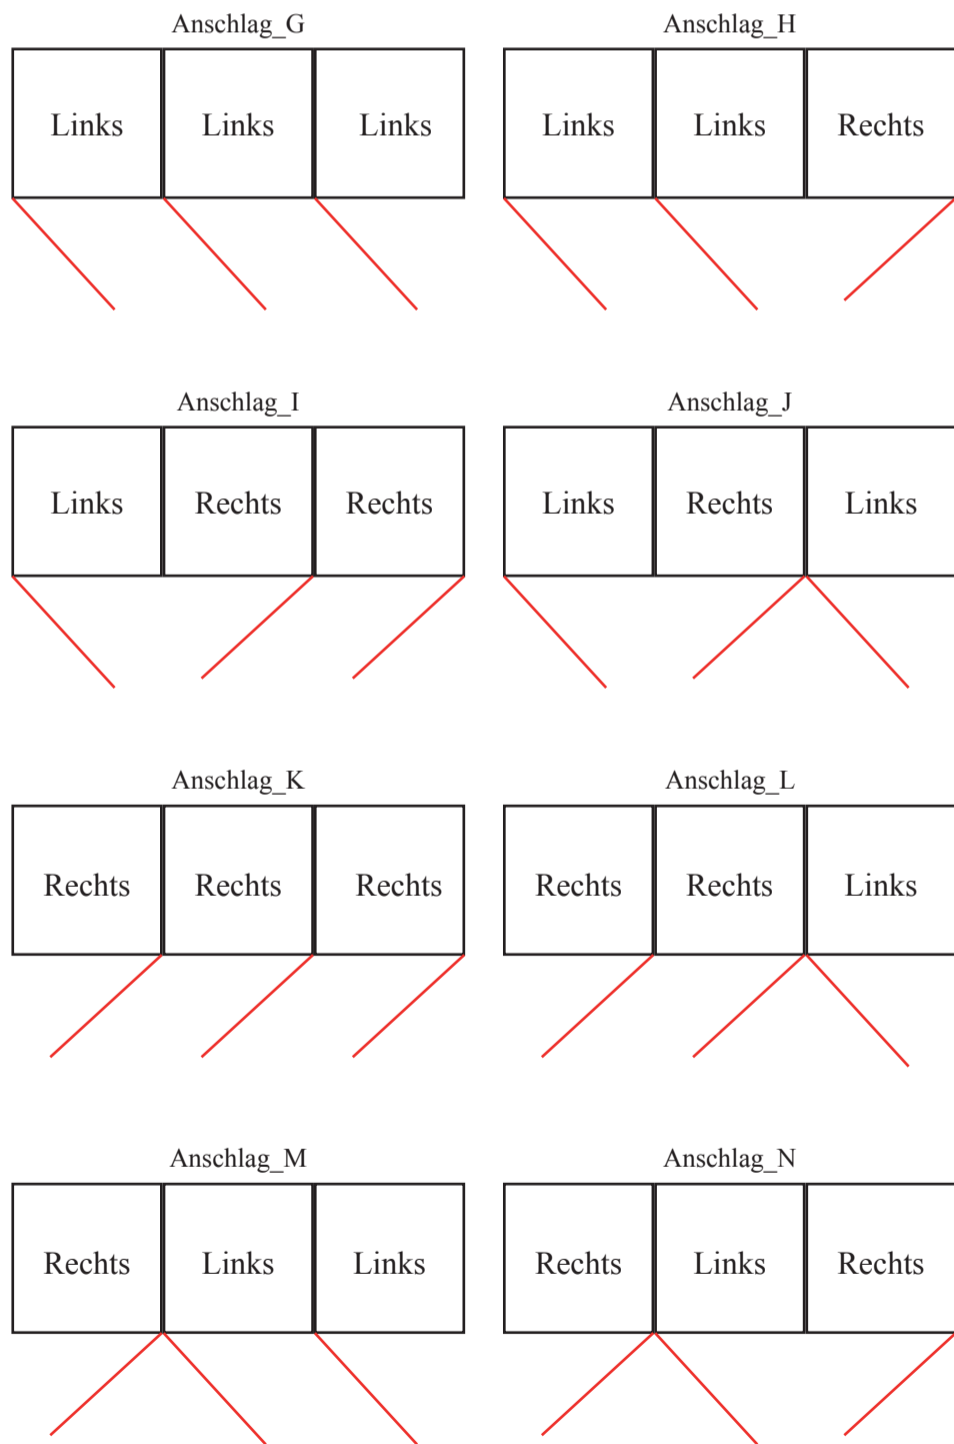 Anschlag_G
Links Links Links
Anschlag_H
Links Links Rechts
Anschlag_I
Links Rechts Rechts
Anschlag_J
Links Rechts Links
Anschlag_K
Rechts Rechts Rechts
Anschlag_L
Rechts Rechts Links
Anschlag_M
Rechts Links Links
Anschlag_N
Rechts Links Rechts